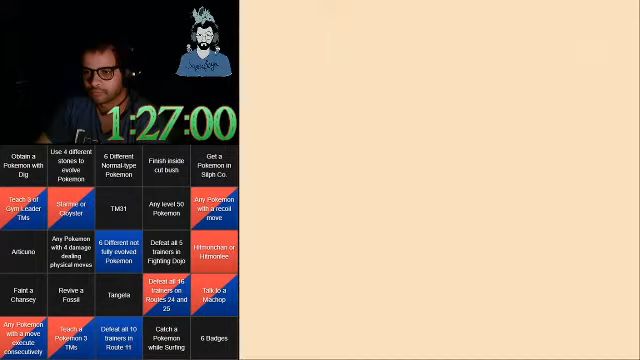 1:27:00
Obtain a
Pokemon with
Dig
Use 4 different
stones to
evolve
Pokemon
6 Different
Normal-type
Pokemon
Finish inside
cut bush
Get a
Pokemon in
Silph Co.
Teach 3 of
Gym Leader
TMs
Starmie or
Cloyster
TM31
Any level 50
Pokemon
Any Pokemon
with a recoil
move
Articuno
Any Pokemon
with 4 damage
dealing
physical moves
6 Different not
fully evolved
Pokemon
Defeat all 5
trainers in
Fighting Dojo
Hitmonchan or
Hitmonlee
Faint a
Chansey
Revive a
Fossil
Tangela
Defeat all 16
trainers on
Routes 24 and
25
Talk to a
Machop
Any Pokemon
with a move
execute
consecutively
Teach a
Pokemon 3
TMs
Defeat all 10
trainers in
Route 11
Catch a
Pokemon
while Surfing
6 Badges